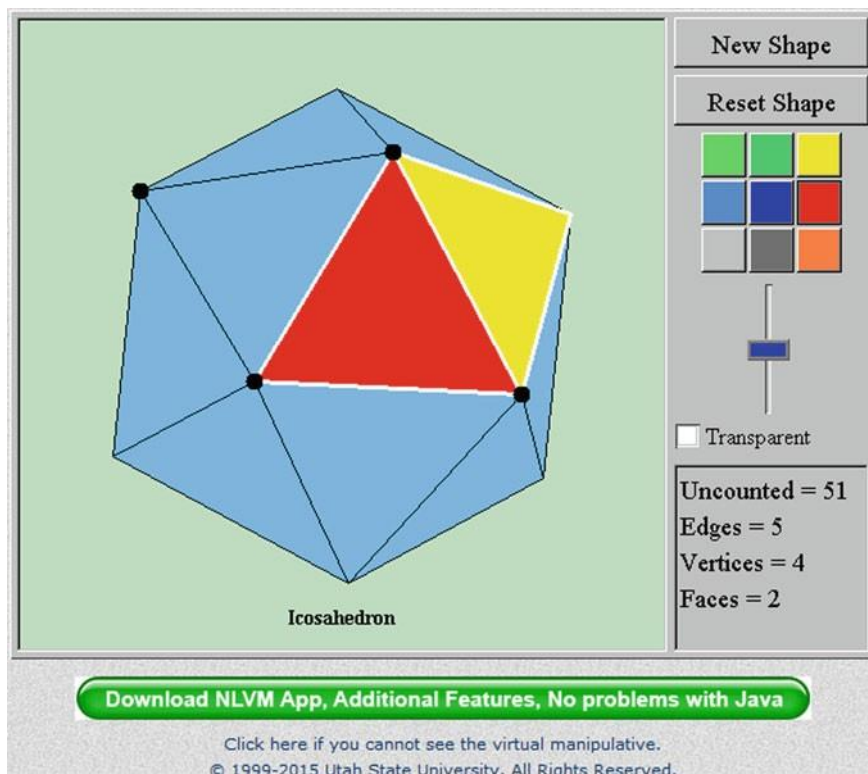 New Shape
Reset Shape
Transparent
Uncounted = 51
Edges = 5
Vertices = 4
Faces = 2
Icosahedron
Download NLVM App, Additional Features, No problems with Java
Click here if you cannot see the virtual manipulative.
© 1999-2015 Utah State University. All Rights Reserved.